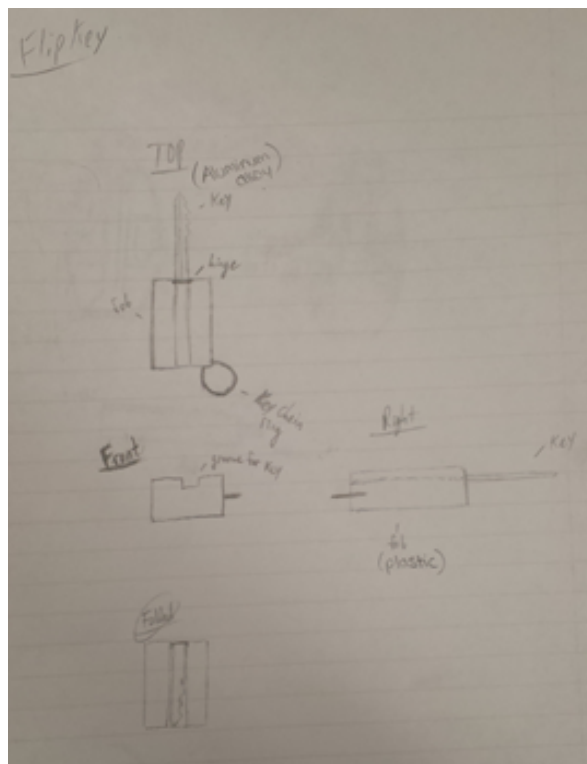 Flip Key
TOP
(Aluminum
alloy)
Key
hinge
fob
Key Chain
ring
Front
groove for Key
Right
Key
fob
(plastic)
Folded